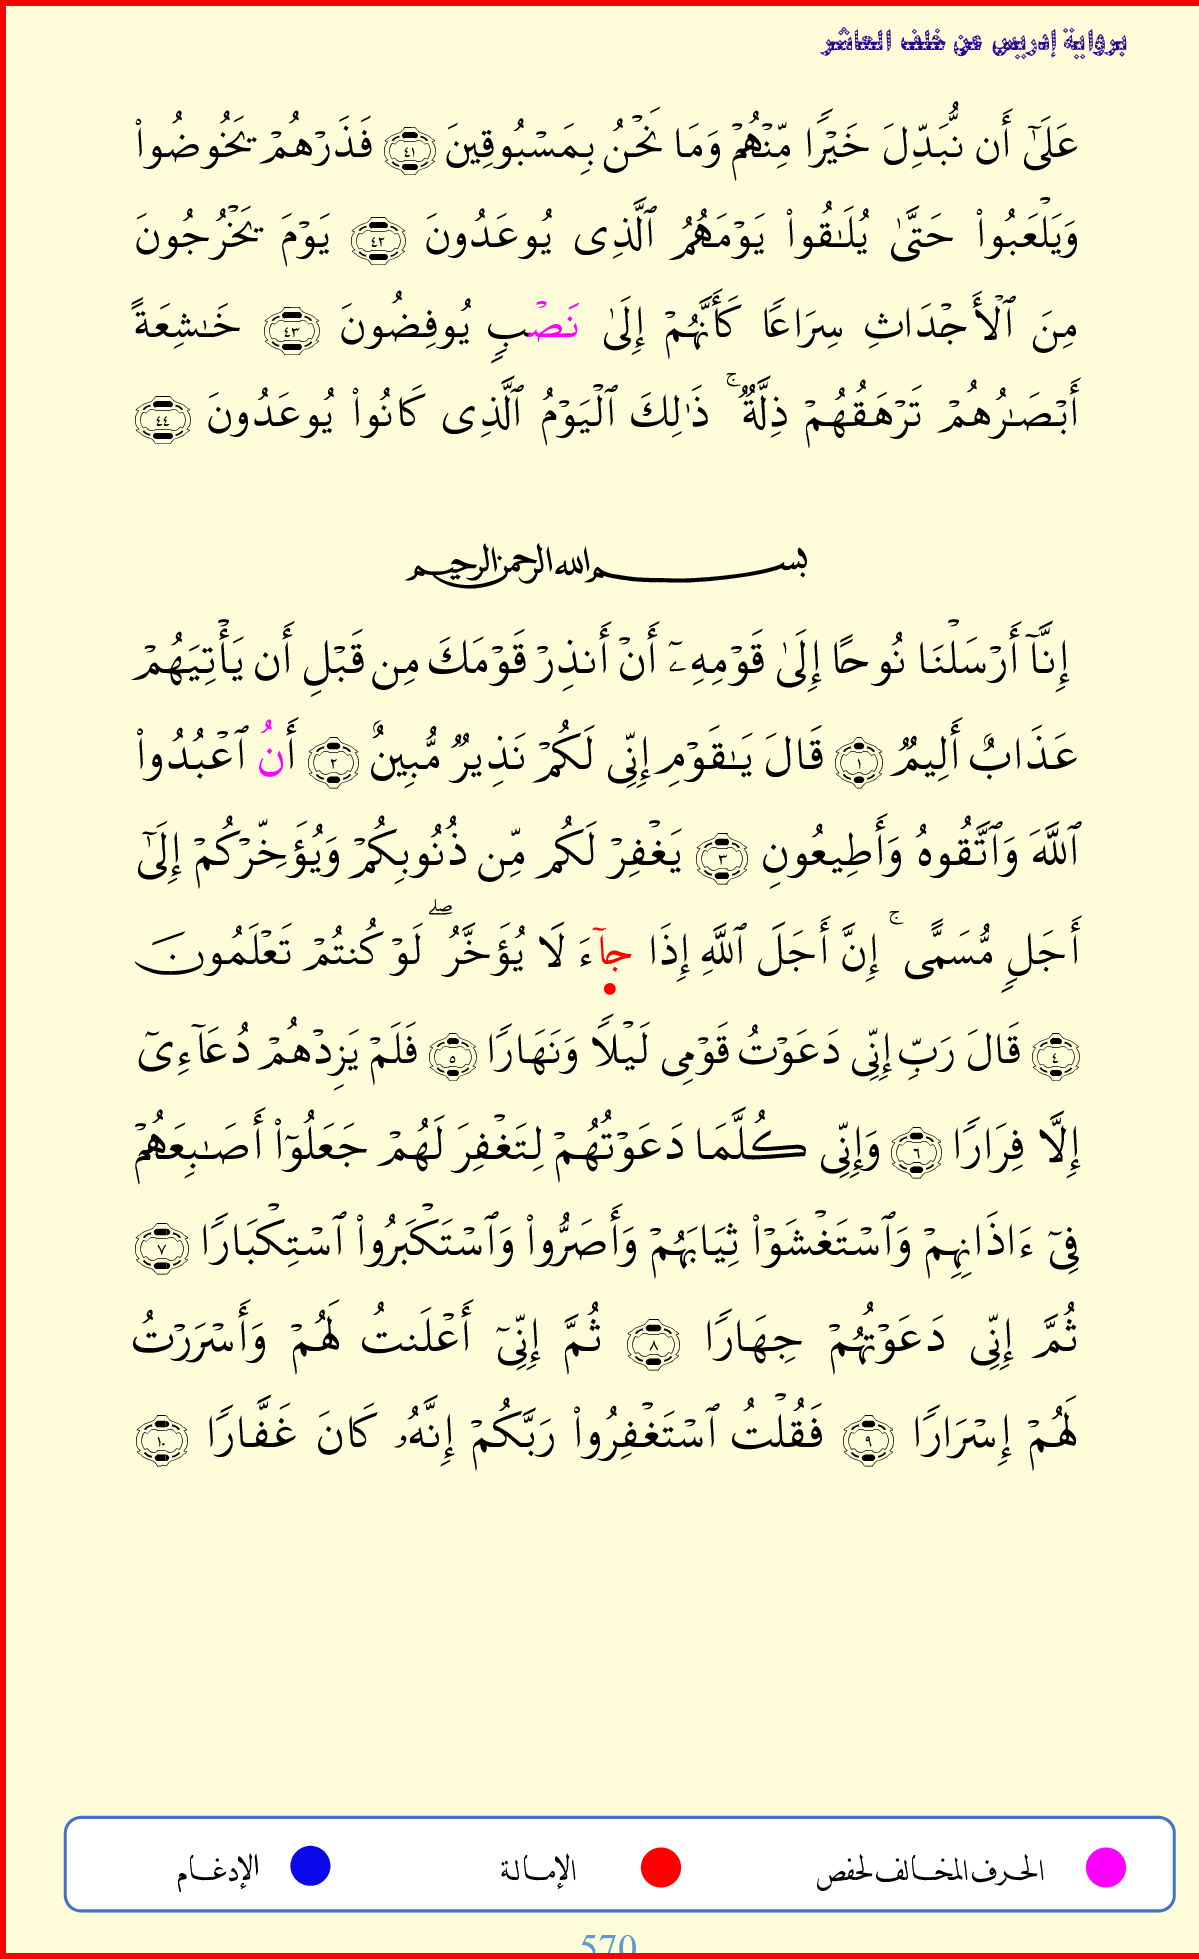 برواية إدريس عن خلف العاشر
عَلَىٰٓ أَن نُّبَدِّلَ خَيْرًا مِّنْهُمْ وَمَا نَحْنُ بِمَسْبُوقِينَ ٤١ فَذَرْهُمْ يَخُوضُوا۟
وَيَلْعَبُوا۟ حَتَّىٰ يُلَـٰقُوا۟ يَوْمَهُمُ ٱلَّذِى يُوعَدُونَ ٤٢ يَوْمَ يَخْرُجُونَ
مِنَ ٱلْأَجْدَاثِ سِرَاعًا كَأَنَّهُمْ إِلَىٰ نَصْبٍ يُوفِضُونَ ٤٣ خَـٰشِعَةً
أَبْصَـٰرُهُمْ تَرْهَقُهُمْ ذِلَّةٌ ۚ ذَٰلِكَ ٱلْيَوْمُ ٱلَّذِى كَانُوا۟ يُوعَدُونَ ٤٤
بسم الله الرحمن الرحيم
إِنَّآ أَرْسَلْنَا نُوحًا إِلَىٰ قَوْمِهِۦٓ أَنْ أَنذِرْ قَوْمَكَ مِن قَبْلِ أَن يَأْتِيَهُمْ
عَذَابٌ أَلِيمٌ ١ قَالَ يَـٰقَوْمِ إِنِّى لَكُمْ نَذِيرٌ مُّبِينٌ ٢ أَنُ ٱعْبُدُوا۟
ٱللَّهَ وَٱتَّقُوهُ وَأَطِيعُونِ ٣ يَغْفِرْ لَكُم مِّن ذُنُوبِكُمْ وَيُؤَخِّرْكُمْ إِلَىٰٓ
أَجَلٍ مُّسَمًّى ۚ إِنَّ أَجَلَ ٱللَّهِ إِذَا جَآءَ لَا يُؤَخَّرُ ۖ لَوْ كُنتُمْ تَعْلَمُونَ
٤ قَالَ رَبِّ إِنِّى دَعَوْتُ قَوْمِى لَيْلًا وَنَهَارًا ٥ فَلَمْ يَزِدْهُمْ دُعَآءِىٓ
إِلَّا فِرَارًا ٦ وَإِنِّى كُلَّمَا دَعَوْتُهُمْ لِتَغْفِرَ لَهُمْ جَعَلُوٓا۟ أَصَـٰبِعَهُمْ
فِىٓ ءَاذَانِهِمْ وَٱسْتَغْشَوْا۟ ثِيَابَهُمْ وَأَصَرُّوا۟ وَٱسْتَكْبَرُوا۟ ٱسْتِكْبَارًا ٧
ثُمَّ إِنِّى دَعَوْتُهُمْ جِهَارًا ٨ ثُمَّ إِنِّىٓ أَعْلَنتُ لَهُمْ وَأَسْرَرْتُ
لَهُمْ إِسْرَارًا ٩ فَقُلْتُ ٱسْتَغْفِرُوا۟ رَبَّكُمْ إِنَّهُۥ كَانَ غَفَّارًا ١٠
الحرف المخالف لحفص الإمالة الإدغام
570